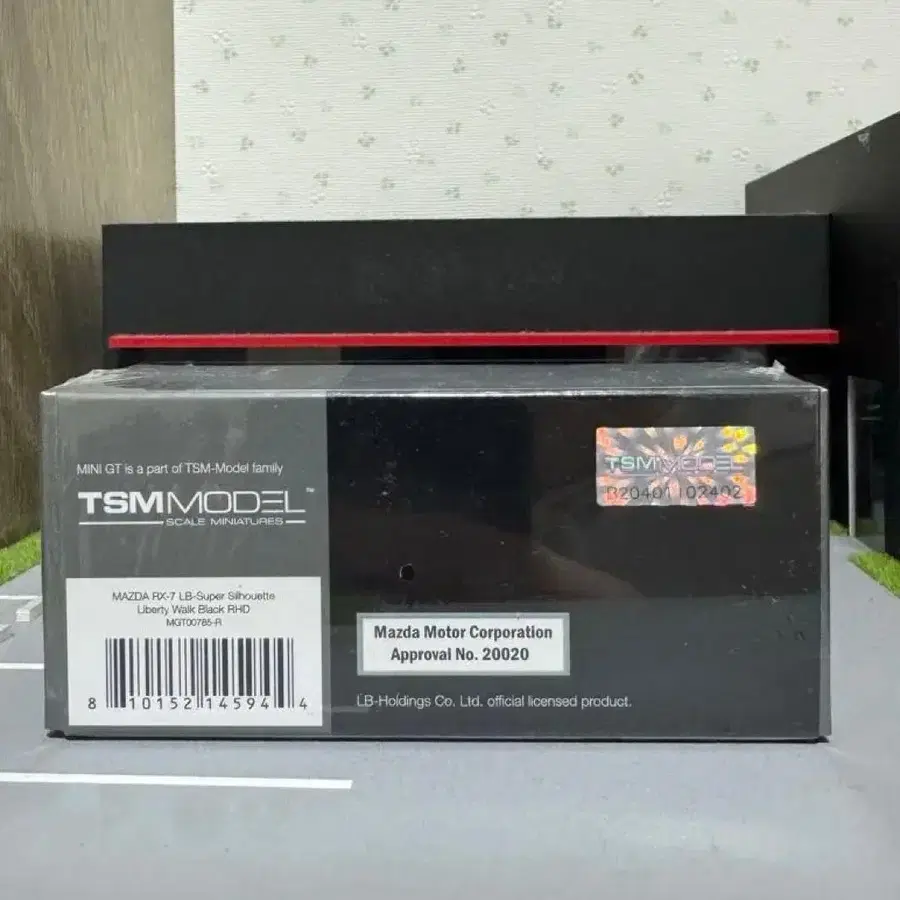 MINI GT is a part of TSM-Model family
TSMMODEL™
SCALE MINIATURES
MAZDA RX-7 LB-Super Silhouette
Liberty Walk Black RHD
MGT00785-R
8 10152 14594 4
TSMMODEL
B20401102402
Mazda Motor Corporation
Approval No. 20020
LB-Holdings Co. Ltd. official licensed product.